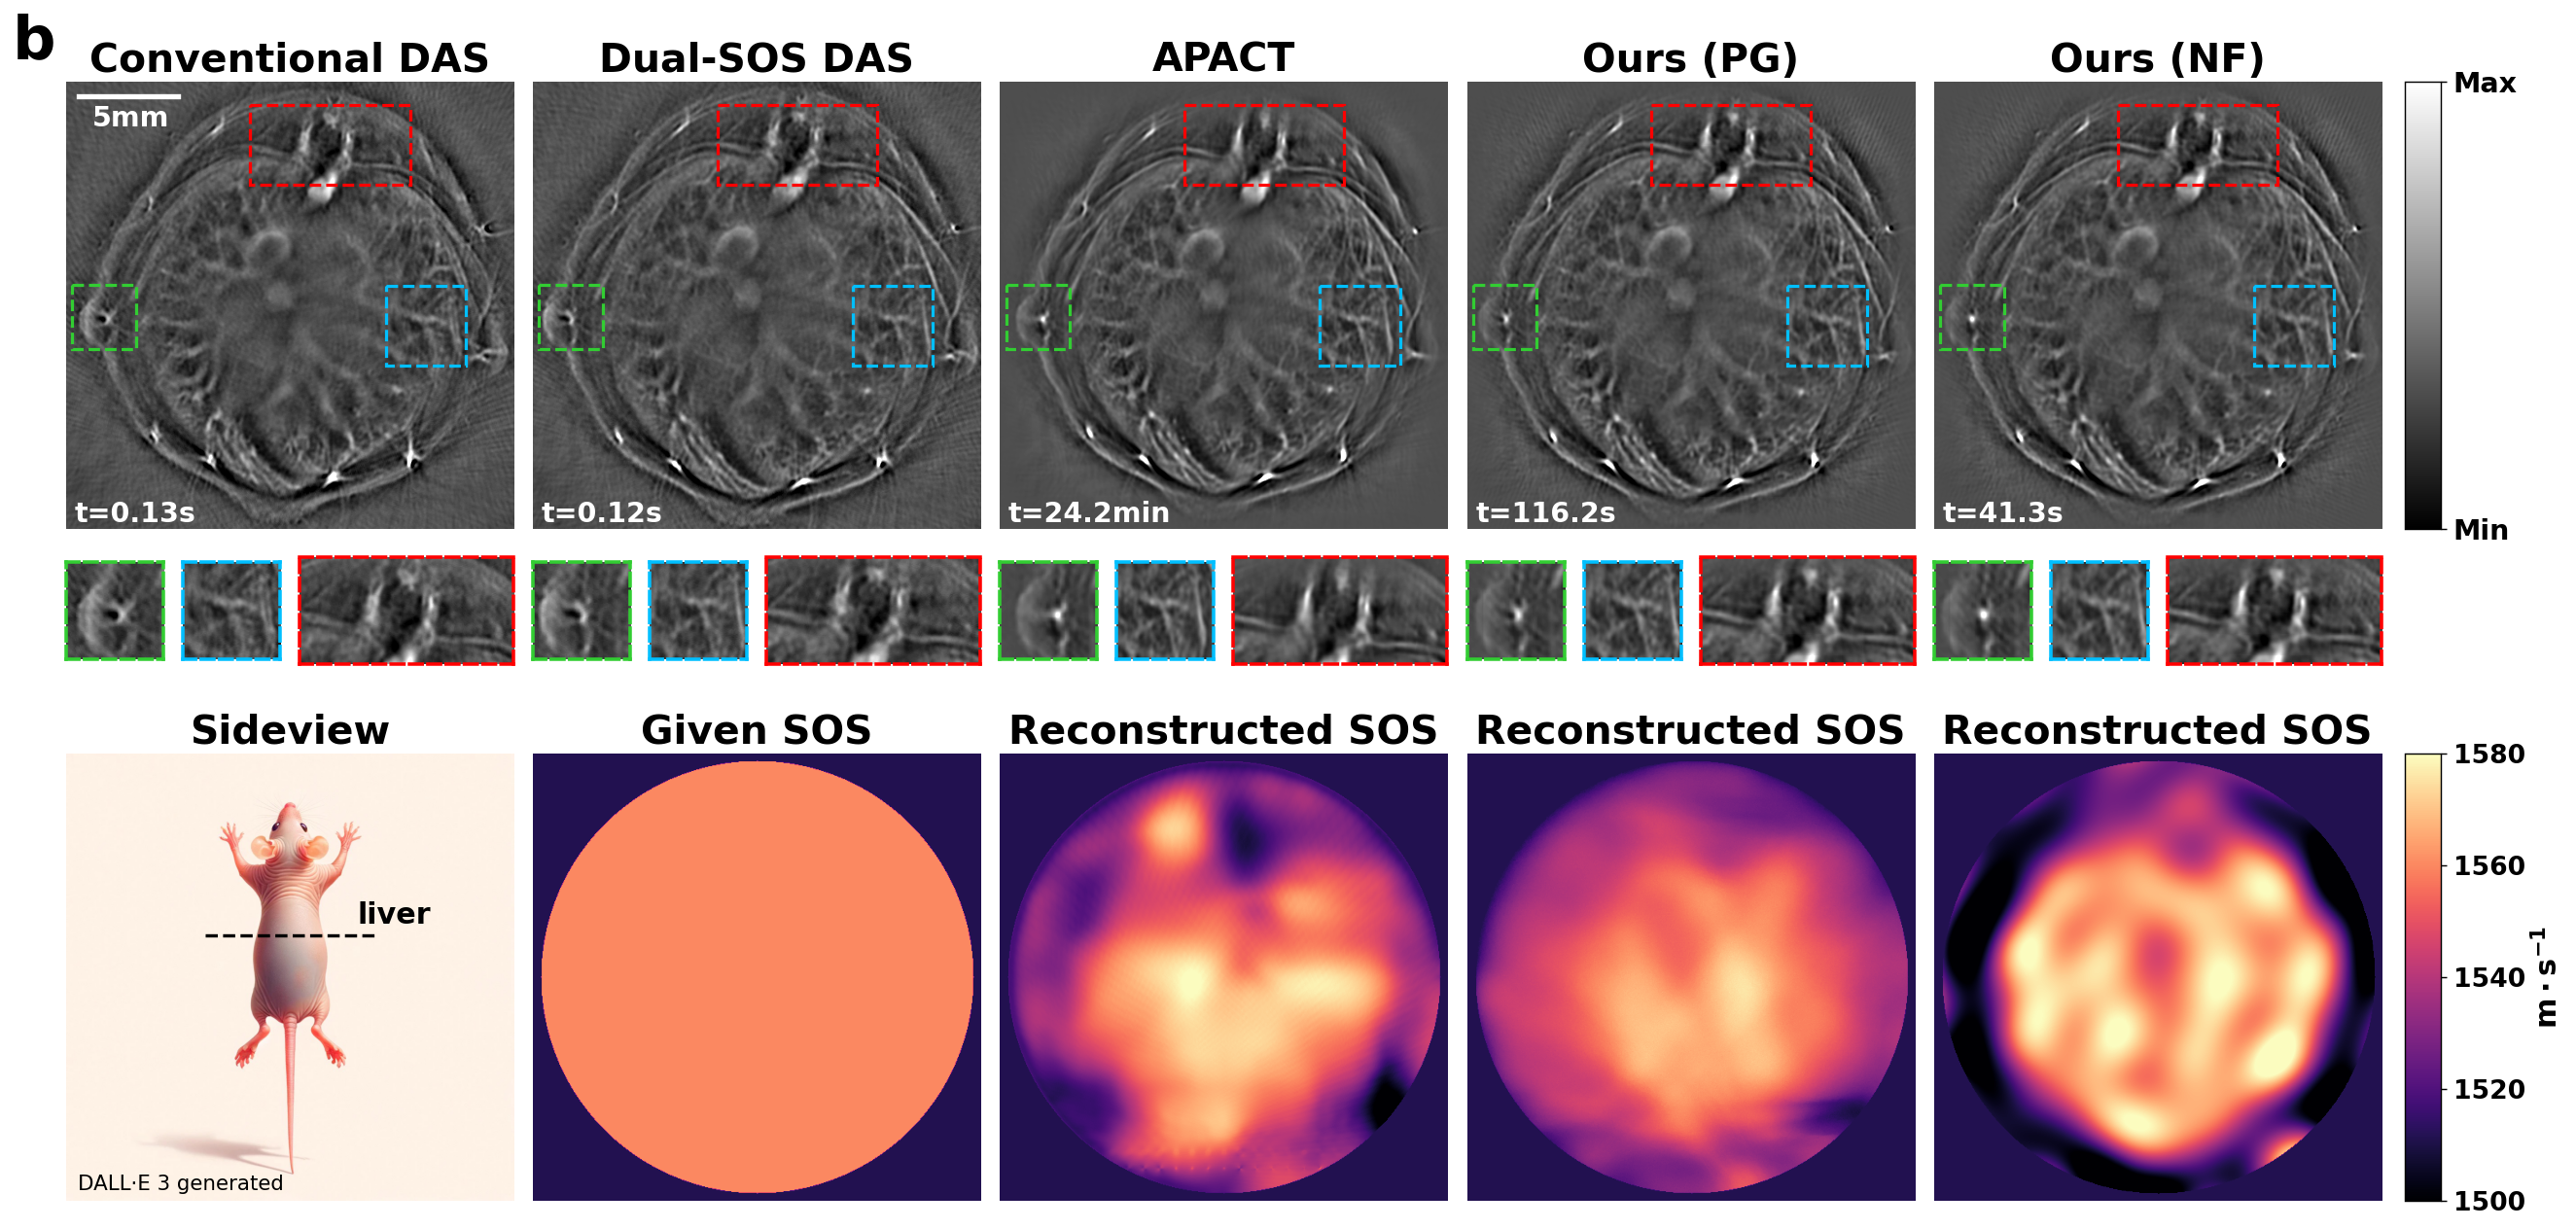 b
Conventional DAS
Dual-SOS DAS
APACT
Ours (PG)
Ours (NF)
5mm
t=0.13s
t=0.12s
t=24.2min
t=116.2s
t=41.3s
Max
Min
Sideview
Given SOS
Reconstructed SOS
Reconstructed SOS
Reconstructed SOS
liver
DALL·E 3 generated
1580
1560
1540
1520
1500
m · s⁻¹